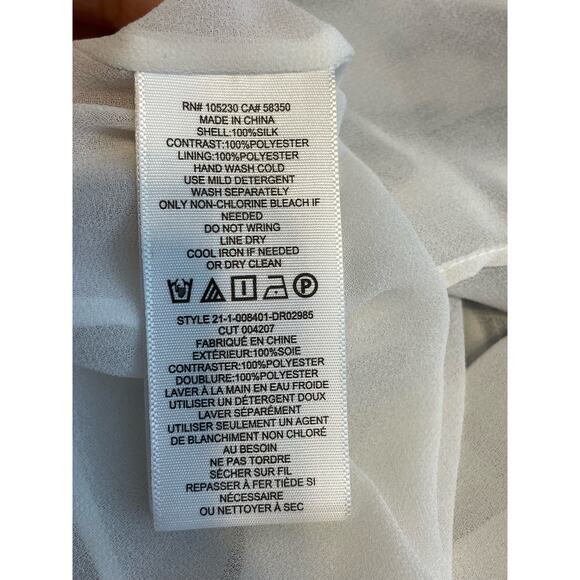 RN# 105230 CA# 58350
MADE IN CHINA
SHELL:100%SILK
CONTRAST:100%POLYESTER
LINING:100%POLYESTER
HAND WASH COLD
USE MILD DETERGENT
WASH SEPARATELY
ONLY NON-CHLORINE BLEACH IF
NEEDED
DO NOT WRING
LINE DRY
COOL IRON IF NEEDED
OR DRY CLEAN
P
STYLE 21-1-008401-DR02985
CUT 004207
FABRIQUÉ EN CHINE
EXTÉRIEUR:100%SOIE
CONTRASTER:100%POLYESTER
DOUBLURE:100%POLYESTER
LAVER À LA MAIN EN EAU FROIDE
UTILISER UN DÉTERGENT DOUX
LAVER SÉPARÉMENT
UTILISER SEULEMENT UN AGENT
DE BLANCHIMENT NON CHLORÉ
AU BESOIN
NE PAS TORDRE
SÉCHER SUR FIL
REPASSER À FER TIÈDE SI
NÉCESSAIRE
OU NETTOYER À SEC